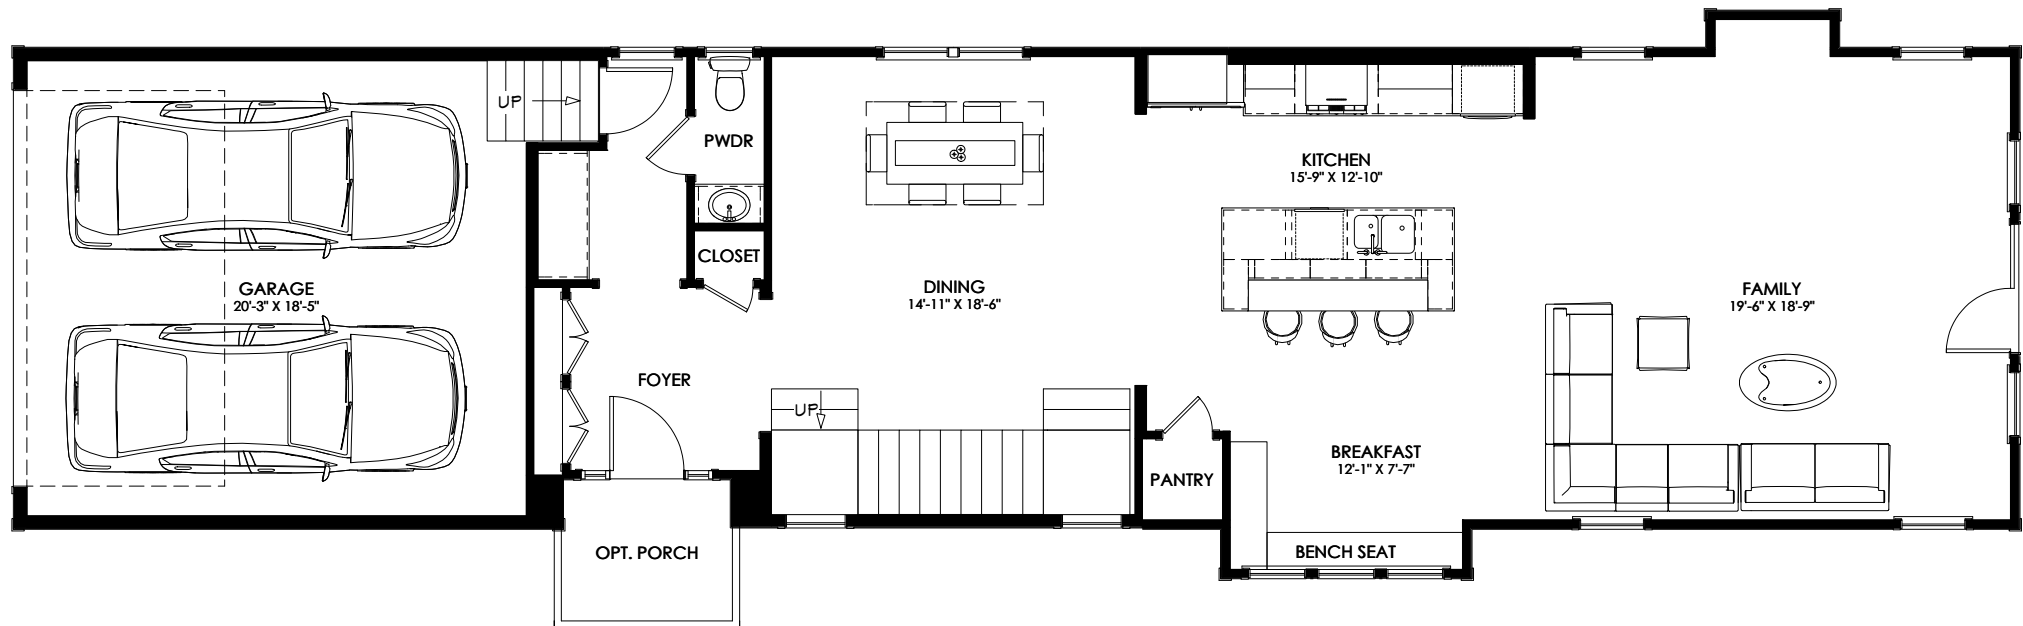 UP
PWDR
KITCHEN
15'-9" X 12'-10"
CLOSET
GARAGE
20'-3" X 18'-5"
DINING
14'-11" X 18'-6"
FAMILY
19'-6" X 18'-9"
FOYER
UP
BREAKFAST
12'-1" X 7'-7"
PANTRY
OPT. PORCH
BENCH SEAT